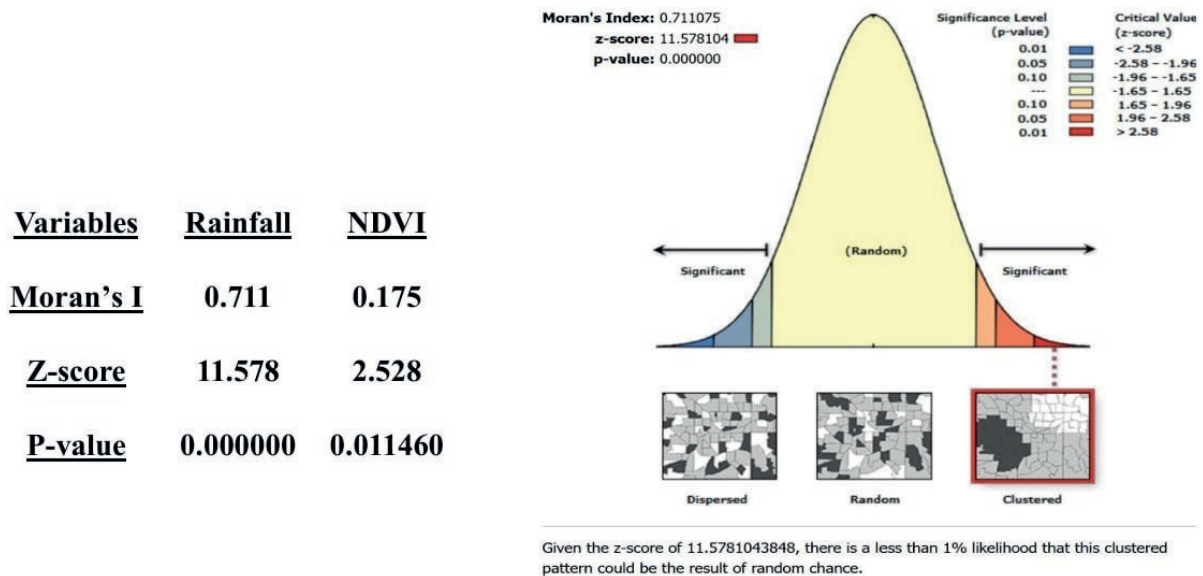 Variables Rainfall NDVI
Moran's I 0.711 0.175
Z-score 11.578 2.528
P-value 0.000000 0.011460
Moran's Index: 0.711075
z-score: 11.578104
p-value: 0.000000
Significance Level Critical Value
(p-value) (z-score)
0.01 < -2.58
0.05 -2.58 – -1.96
0.10 -1.96 – -1.65
--- -1.65 – 1.65
0.10 1.65 – 1.96
0.05 1.96 – 2.58
0.01 > 2.58
(Random)
Significant Significant
Dispersed Random Clustered
Given the z-score of 11.5781043848, there is a less than 1% likelihood that this clustered
pattern could be the result of random chance.